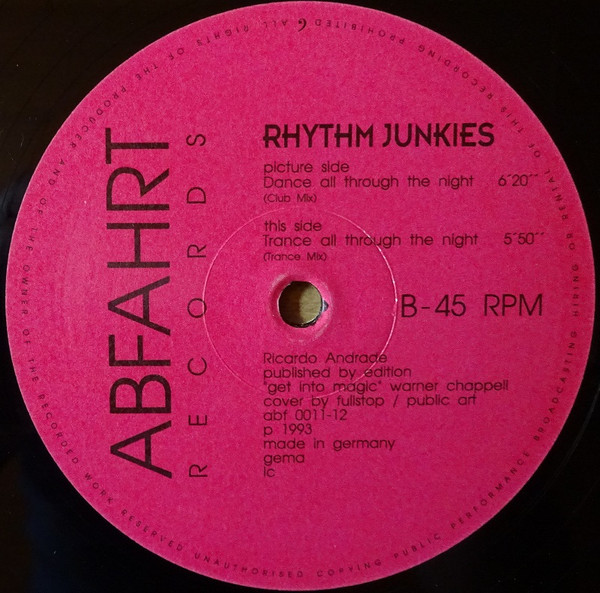 ABFAHRT
RECORDS
RHYTHM JUNKIES
picture side
Dance all through the night 6´20´´
(Club Mix)
this side
Trance all through the night 5´50´´
(Trance Mix)
B-45 RPM
Ricardo Andrade
published by edition
"get into magic" warner chappell
cover by fullstop / public art
abf 0011-12
p 1993
made in germany
gema
lc
ALL RIGHTS OF THE PRODUCER AND OF THE OWNER OF THE RECORDED WORK RESERVED UNAUTHORISED COPYING PUBLIC PERFORMANCE BROADCASTING HIRING OR RENTAL OF THIS RECORDING PROHIBITED